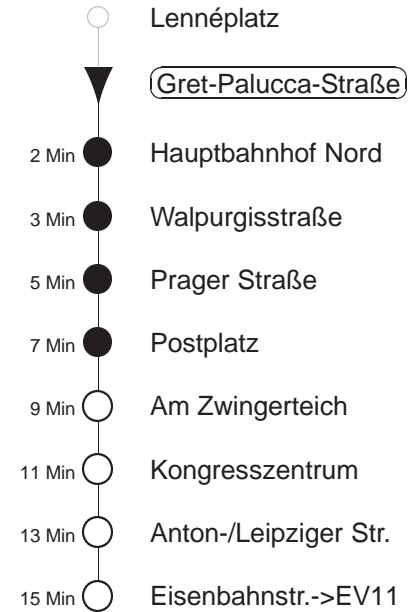 Lennéplatz
Gret-Palucca-Straße
2 Min Hauptbahnhof Nord
3 Min Walpurgisstraße
5 Min Prager Straße
7 Min Postplatz
9 Min Am Zwingerteich
11 Min Kongresszentrum
13 Min Anton-/Leipziger Str.
15 Min Eisenbahnstr.->EV11